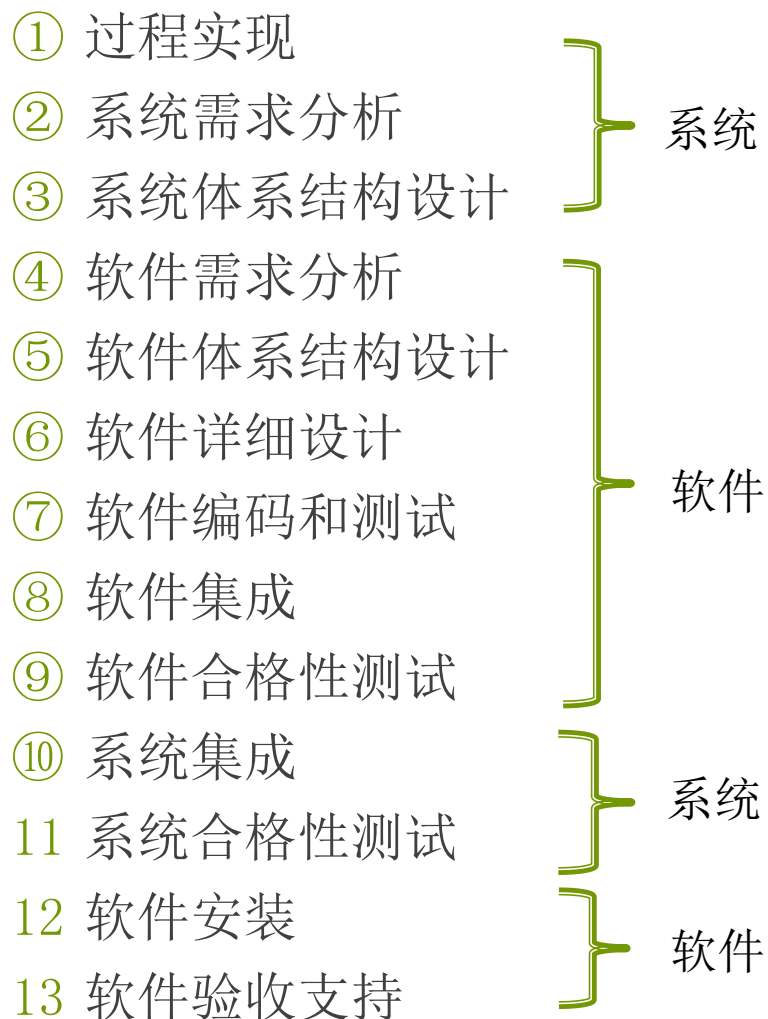 ① 过程实现
② 系统需求分析
③ 系统体系结构设计
系统
④ 软件需求分析
⑤ 软件体系结构设计
⑥ 软件详细设计
⑦ 软件编码和测试
⑧ 软件集成
⑨ 软件合格性测试
软件
⑩ 系统集成
11 系统合格性测试
系统
12 软件安装
13 软件验收支持
软件